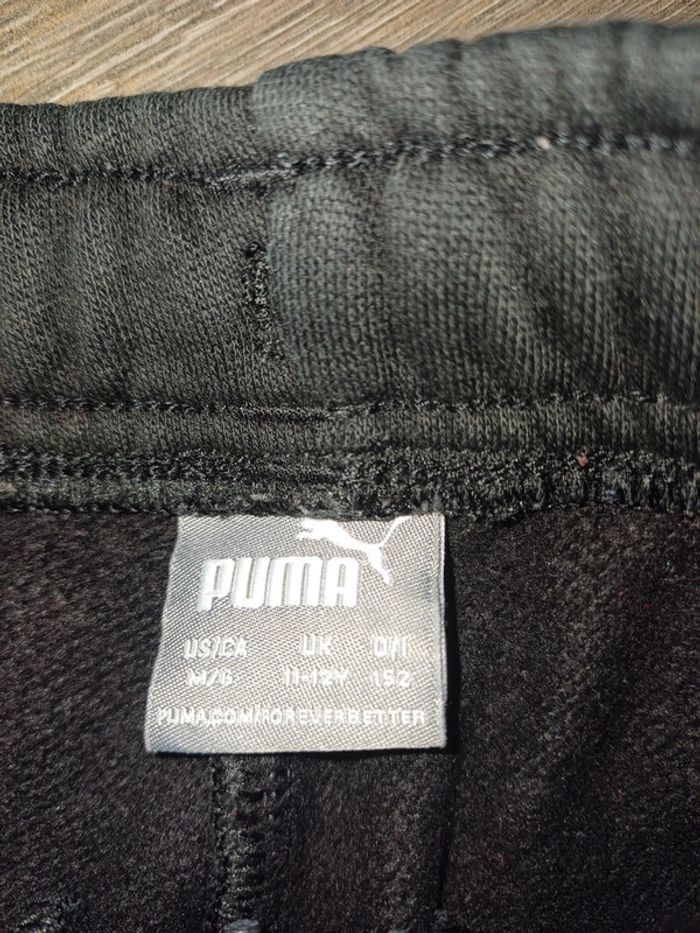 PUMA
US/CA UK D/I
M/G 11-12Y 152
PUMA.COM/FOREVERBETTER